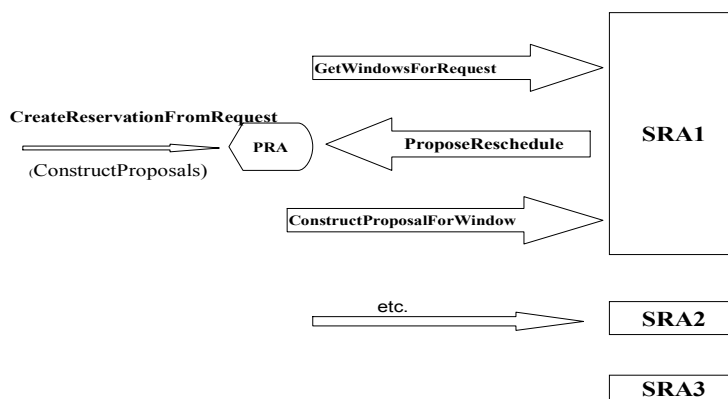 GetWindowsForRequest
CreateReservationFromRequest
PRA
ProposeReschedule
SRA1
(ConstructProposals)
ConstructProposalForWindow
etc.
SRA2
SRA3